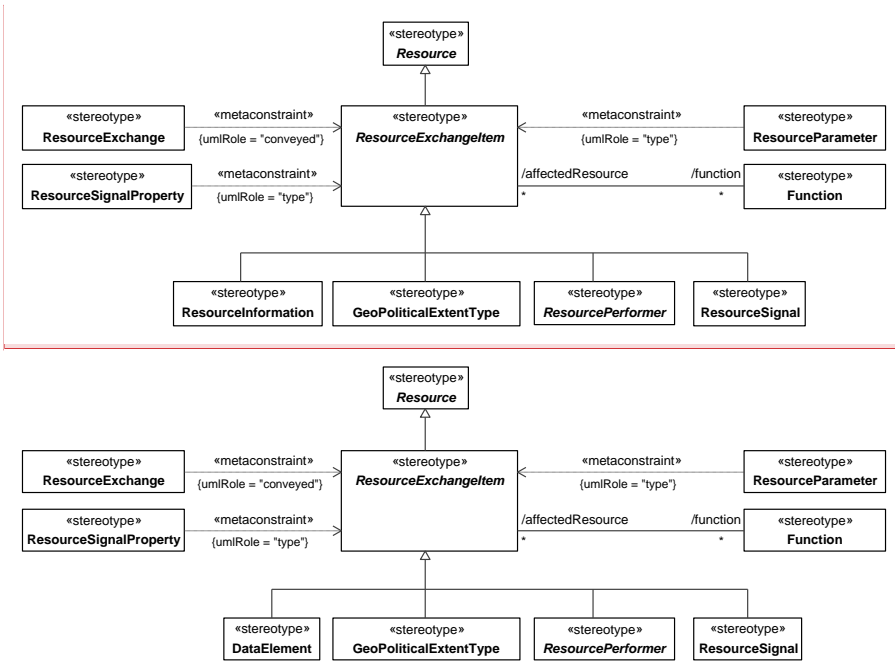 «stereotype»
Resource
«stereotype»
ResourceExchange
«metaconstraint»
{umlRole = "conveyed"}
«stereotype»
ResourceExchangeItem
«metaconstraint»
{umlRole = "type"}
«stereotype»
ResourceParameter
«stereotype»
ResourceSignalProperty
«metaconstraint»
{umlRole = "type"}
/affectedResource
*
/function
*
«stereotype»
Function
«stereotype»
ResourceInformation
«stereotype»
GeoPoliticalExtentType
«stereotype»
ResourcePerformer
«stereotype»
ResourceSignal
«stereotype»
Resource
«stereotype»
ResourceExchange
«metaconstraint»
{umlRole = "conveyed"}
«stereotype»
ResourceExchangeItem
«metaconstraint»
{umlRole = "type"}
«stereotype»
ResourceParameter
«stereotype»
ResourceSignalProperty
«metaconstraint»
{umlRole = "type"}
/affectedResource
*
/function
*
«stereotype»
Function
«stereotype»
DataElement
«stereotype»
GeoPoliticalExtentType
«stereotype»
ResourcePerformer
«stereotype»
ResourceSignal